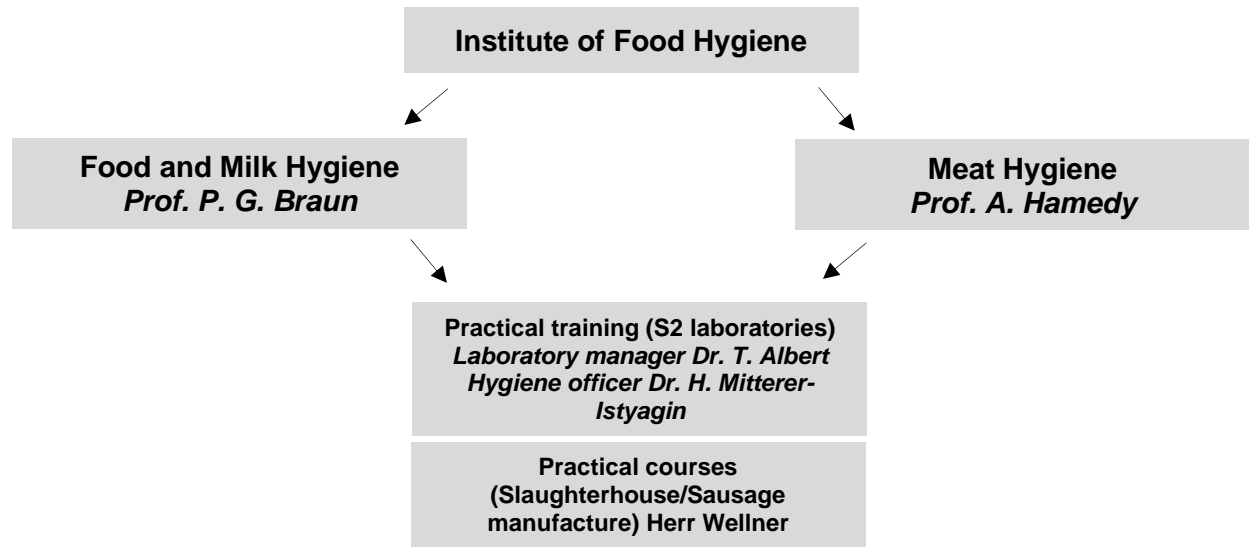 Institute of Food Hygiene
Food and Milk Hygiene
Prof. P. G. Braun
Meat Hygiene
Prof. A. Hamedy
Practical training (S2 laboratories)
Laboratory manager Dr. T. Albert
Hygiene officer Dr. H. Mitterer-
Istyagin
Practical courses
(Slaughterhouse/Sausage
manufacture) Herr Wellner